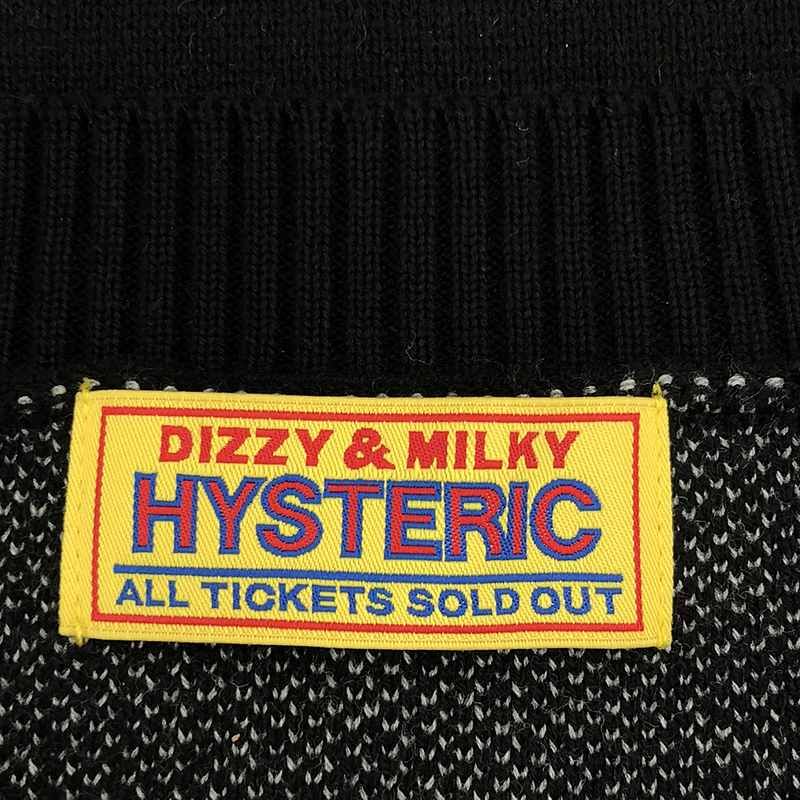 DIZZY & MILKY
HYSTERIC
ALL TICKETS SOLD OUT